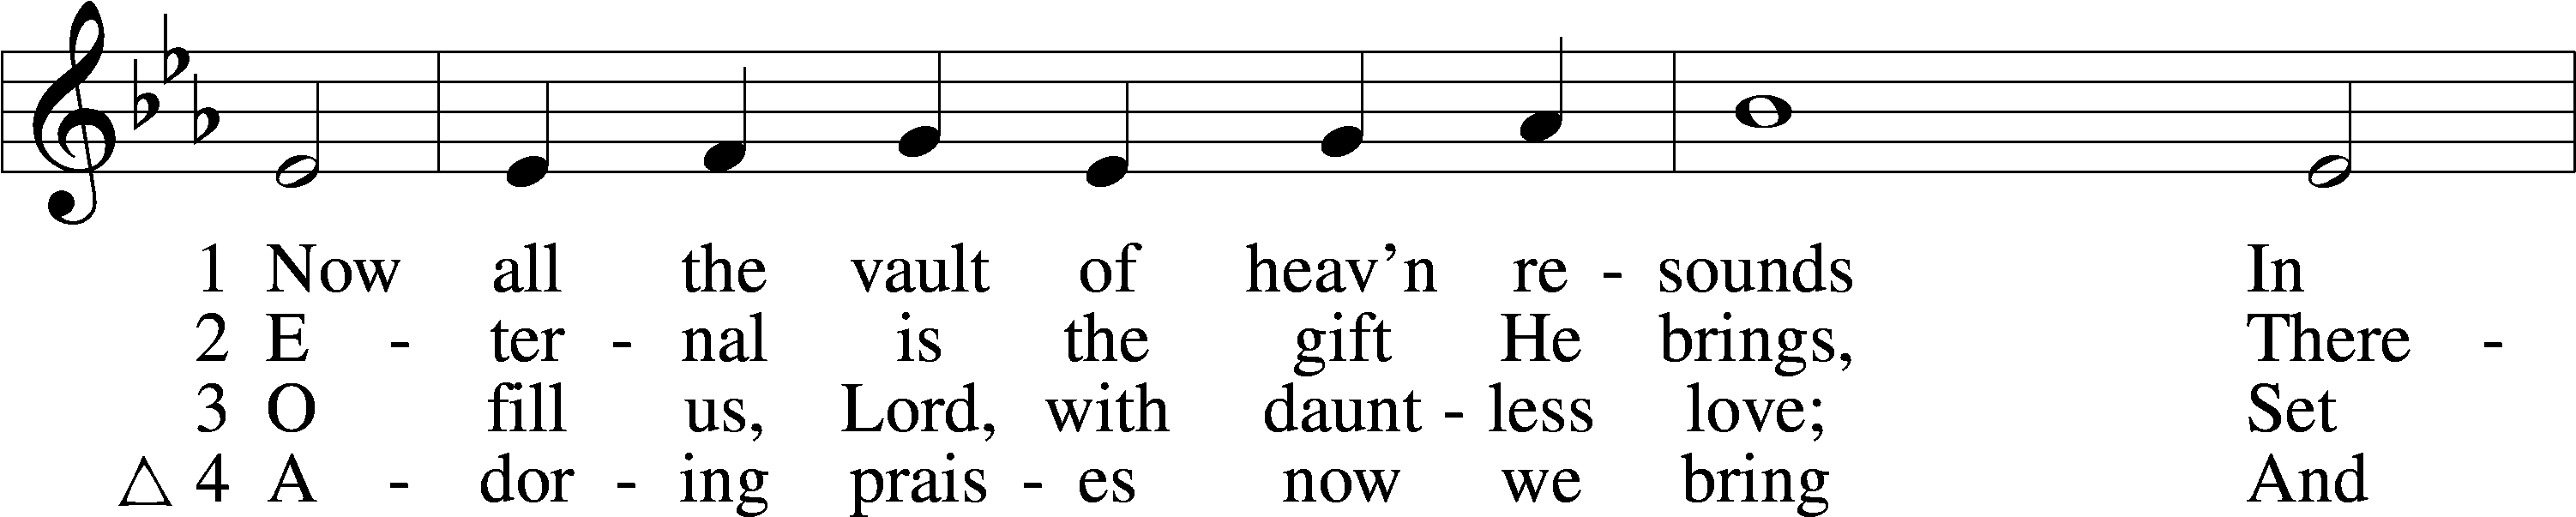 1 Now all the vault of heav’n re - sounds In
2 E - ter - nal is the gift He brings, There -
3 O fill us, Lord, with daunt - less love; Set
△ 4 A - dor - ing prais - es now we bring And